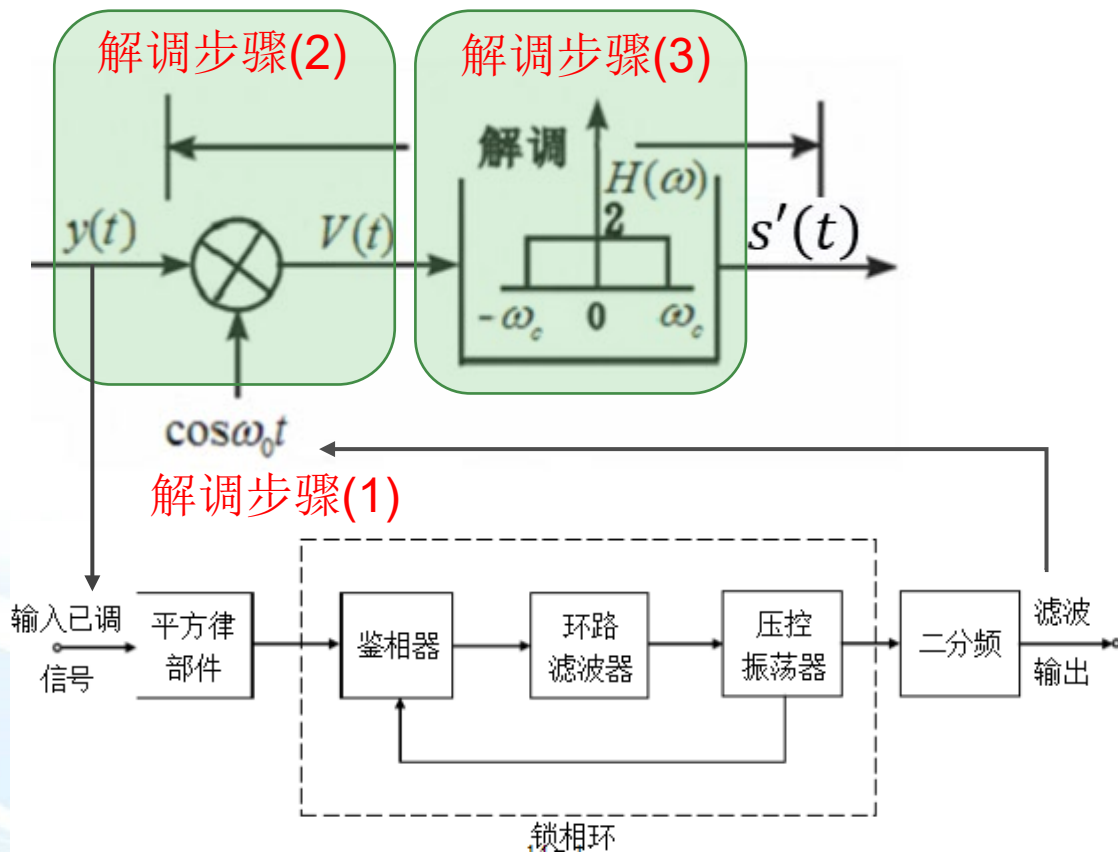 解调步骤(2)
解调步骤(3)
解调
H(ω)
2
y(t)
V(t)
s′(t)
-ω_c 0 ω_c
cosω₀t
解调步骤(1)
输入已调
信号
平方律
部件
鉴相器
环路
滤波器
压控
振荡器
二分频
滤波
输出
锁相环